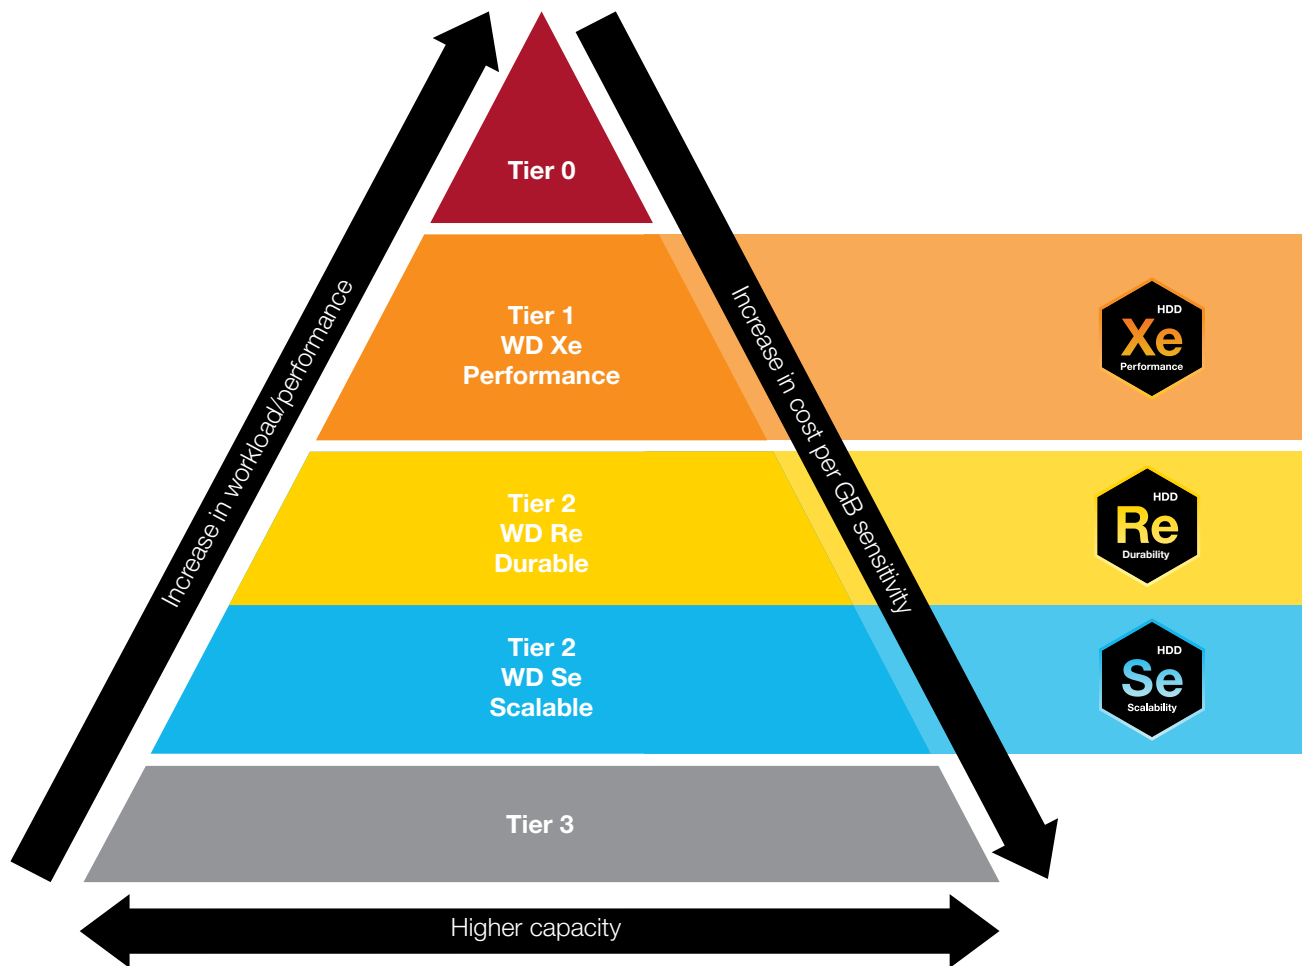 Tier 0
Increase in workload/performance
Increase in cost per GB sensitivity
Tier 1
WD Xe
Performance
HDD
Xe
Performance
Tier 2
WD Re
Durable
HDD
Re
Durability
Tier 2
WD Se
Scalable
HDD
Se
Scalability
Tier 3
Higher capacity